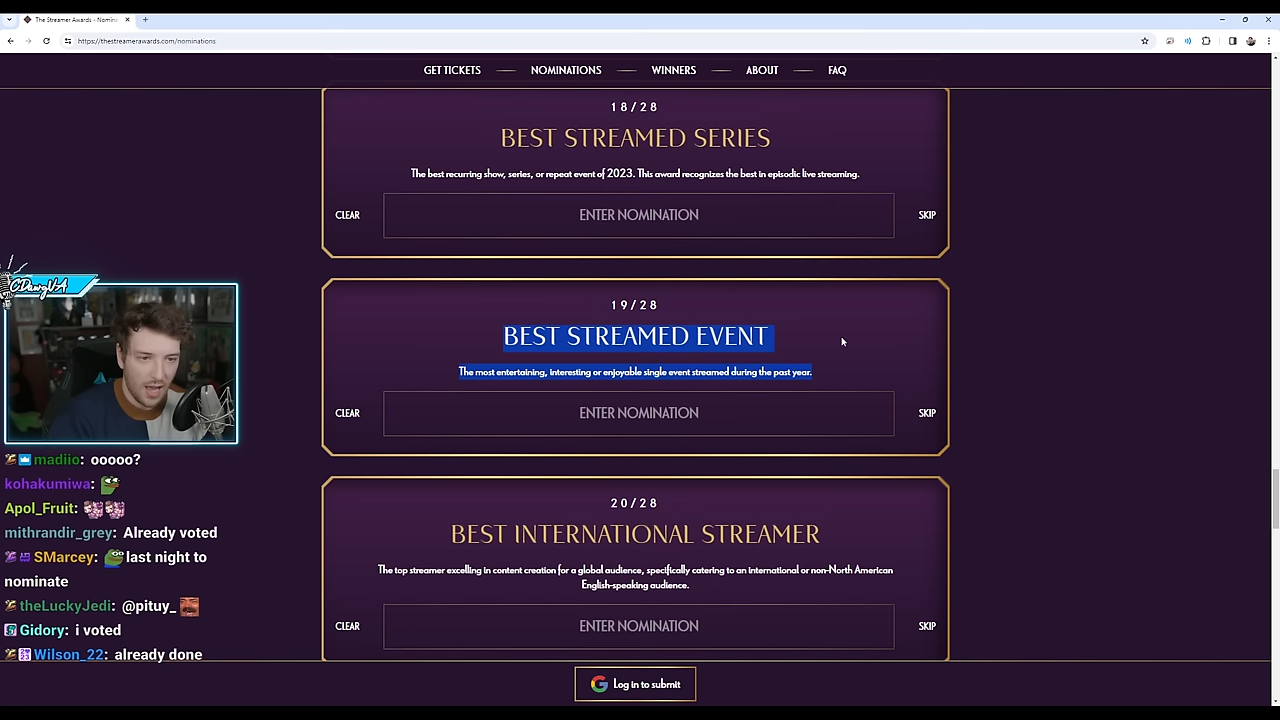 The Streamer Awards - Nomin
https://thestreamerawards.com/nominations
GET TICKETS NOMINATIONS WINNERS ABOUT FAQ
18/28
BEST STREAMED SERIES
The best recurring show, series, or repeat event of 2023. This award recognizes the best in episodic live streaming.
CLEAR ENTER NOMINATION SKIP
19/28
BEST STREAMED EVENT
The most entertaining, interesting or enjoyable single event streamed during the past year.
CLEAR ENTER NOMINATION SKIP
20/28
BEST INTERNATIONAL STREAMER
The top streamer excelling in content creation for a global audience, specifically catering to an international or non-North American
English-speaking audience.
CLEAR ENTER NOMINATION SKIP
Log in to submit
CDawgVA
madiio: ooooo?
kohakumiwa:
Apol_Fruit:
mithrandir_grey: Already voted
SMarcey: last night to
nominate
theLuckyJedi: @pituy_
Gidory: i voted
Wilson_22: already done